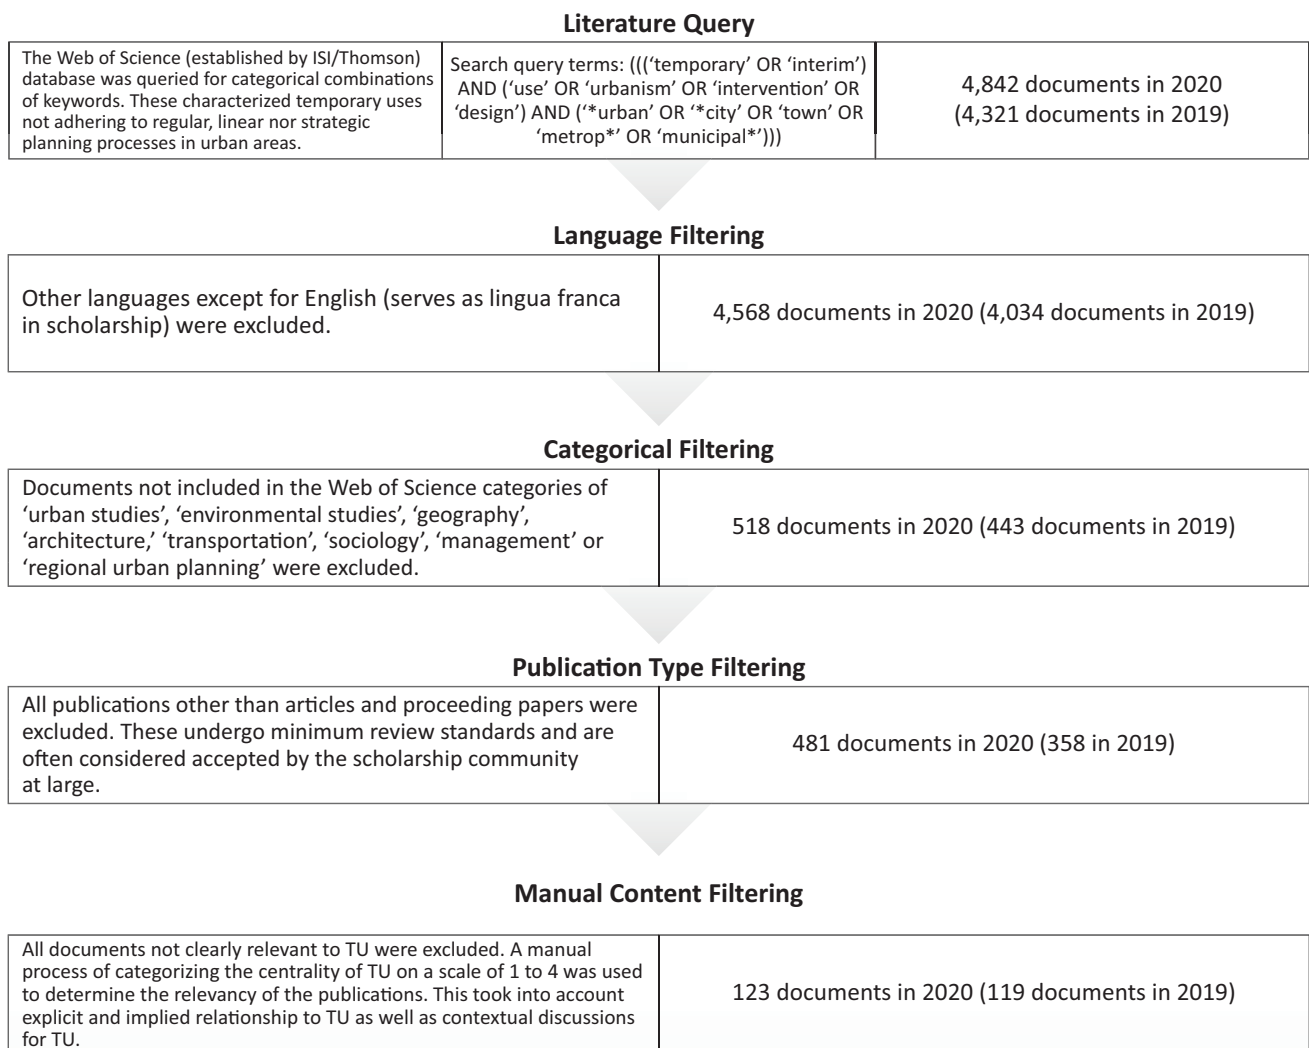 Literature Query
The Web of Science (established by ISI/Thomson)
database was queried for categorical combinations
of keywords. These characterized temporary uses
not adhering to regular, linear nor strategic
planning processes in urban areas.
Search query terms: (((‘temporary’ OR ‘interim’)
AND (‘use’ OR ‘urbanism’ OR ‘intervention’ OR
‘design’) AND (‘*urban’ OR ‘*city’ OR ‘town’ OR
‘metrop*’ OR ‘municipal*’)))
4,842 documents in 2020
(4,321 documents in 2019)
Language Filtering
Other languages except for English (serves as lingua franca
in scholarship) were excluded.
4,568 documents in 2020 (4,034 documents in 2019)
Categorical Filtering
Documents not included in the Web of Science categories of
‘urban studies’, ‘environmental studies’, ‘geography’,
‘architecture,’ ‘transportation’, ‘sociology’, ‘management’ or
‘regional urban planning’ were excluded.
518 documents in 2020 (443 documents in 2019)
Publication Type Filtering
All publications other than articles and proceeding papers were
excluded. These undergo minimum review standards and are
often considered accepted by the scholarship community
at large.
481 documents in 2020 (358 in 2019)
Manual Content Filtering
All documents not clearly relevant to TU were excluded. A manual
process of categorizing the centrality of TU on a scale of 1 to 4 was used
to determine the relevancy of the publications. This took into account
explicit and implied relationship to TU as well as contextual discussions
for TU.
123 documents in 2020 (119 documents in 2019)